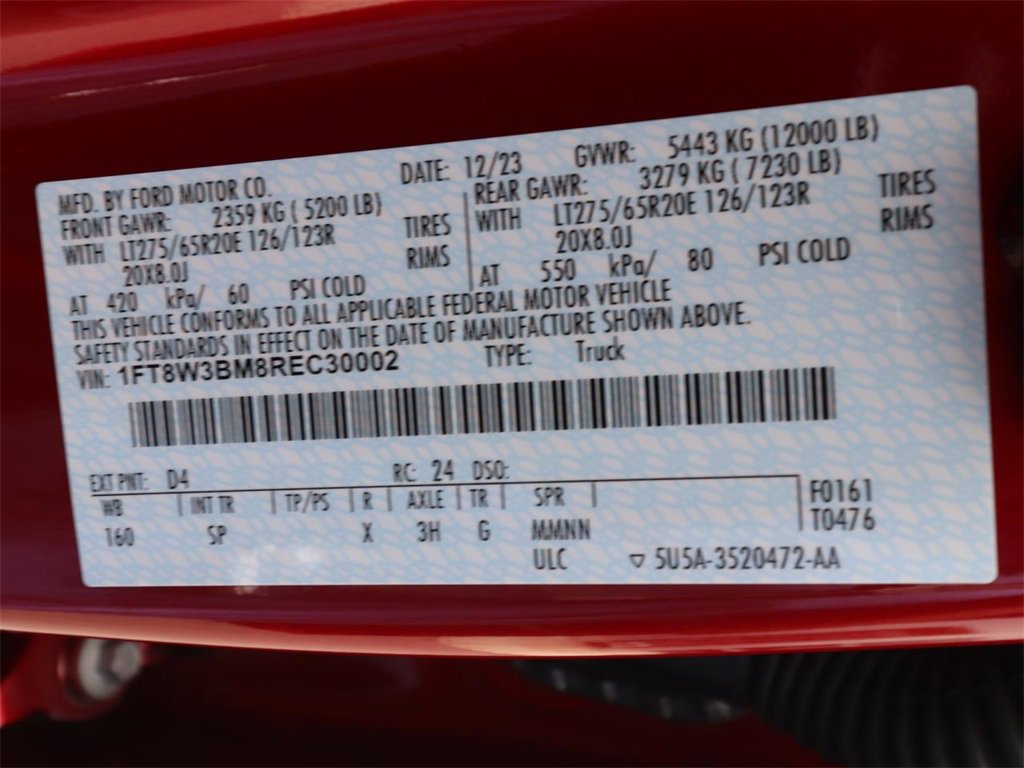 MFD. BY FORD MOTOR CO. DATE: 12/23 GVWR: 5443 KG (12000 LB)
FRONT GAWR: 2359 KG ( 5200 LB) REAR GAWR: 3279 KG ( 7230 LB)
WITH LT275/65R20E 126/123R TIRES WITH LT275/65R20E 126/123R TIRES
20X8.0J RIMS 20X8.0J RIMS
AT 420 kPa/ 60 PSI COLD AT 550 kPa/ 80 PSI COLD
THIS VEHICLE CONFORMS TO ALL APPLICABLE FEDERAL MOTOR VEHICLE
SAFETY STANDARDS IN EFFECT ON THE DATE OF MANUFACTURE SHOWN ABOVE.
VIN: 1FT8W3BM8REC30002 TYPE: Truck
EXT PNT: D4 RC: 24 DSO:
WB INT TR TP/PS R AXLE TR SPR F0161
160 SP X 3H G MMNN T0476
ULC ▽ 5U5A-3520472-AA